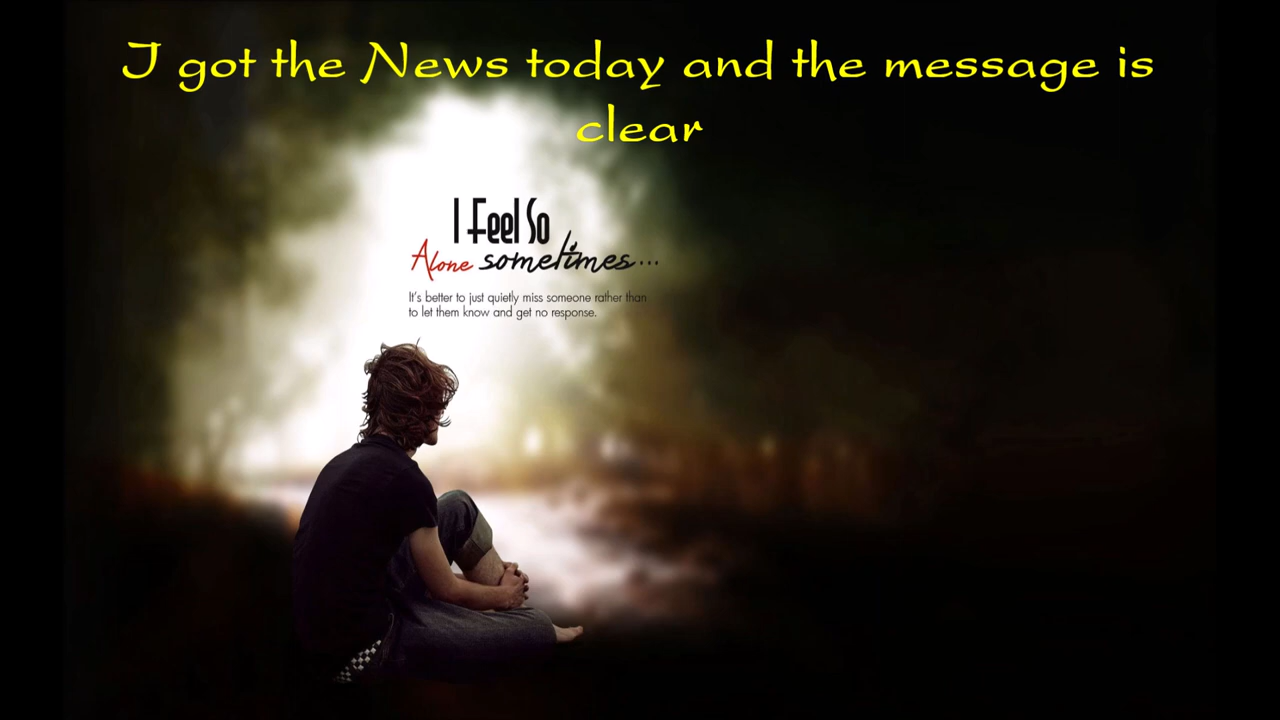 I got the News today and the message is
clear
I Feel So
Alone sometimes...
It's better to just quietly miss someone rather than
to let them know and get no response.